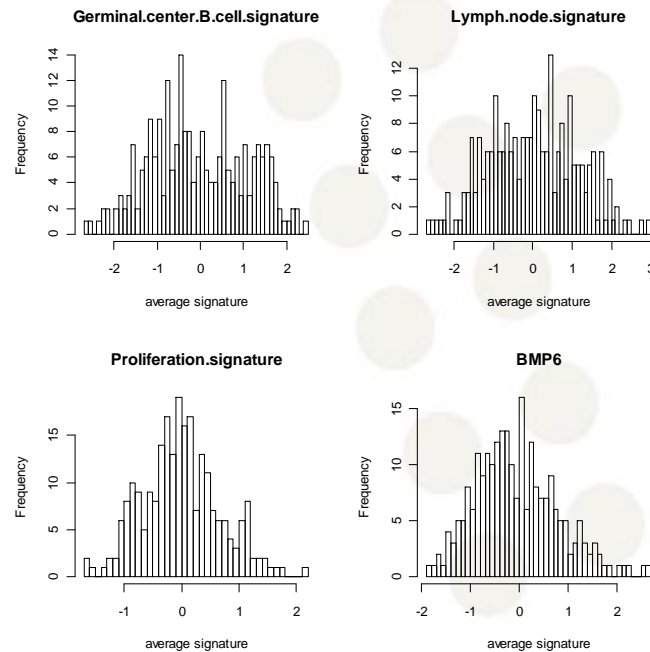 Germinal.center.B.cell.signature
Frequency
0 2 4 6 8 10 12 14
-2 -1 0 1 2
average signature
Lymph.node.signature
Frequency
0 2 4 6 8 10 12
-2 -1 0 1 2 3
average signature
Proliferation.signature
Frequency
0 5 10 15
-1 0 1 2
average signature
BMP6
Frequency
0 5 10 15
-2 -1 0 1 2
average signature